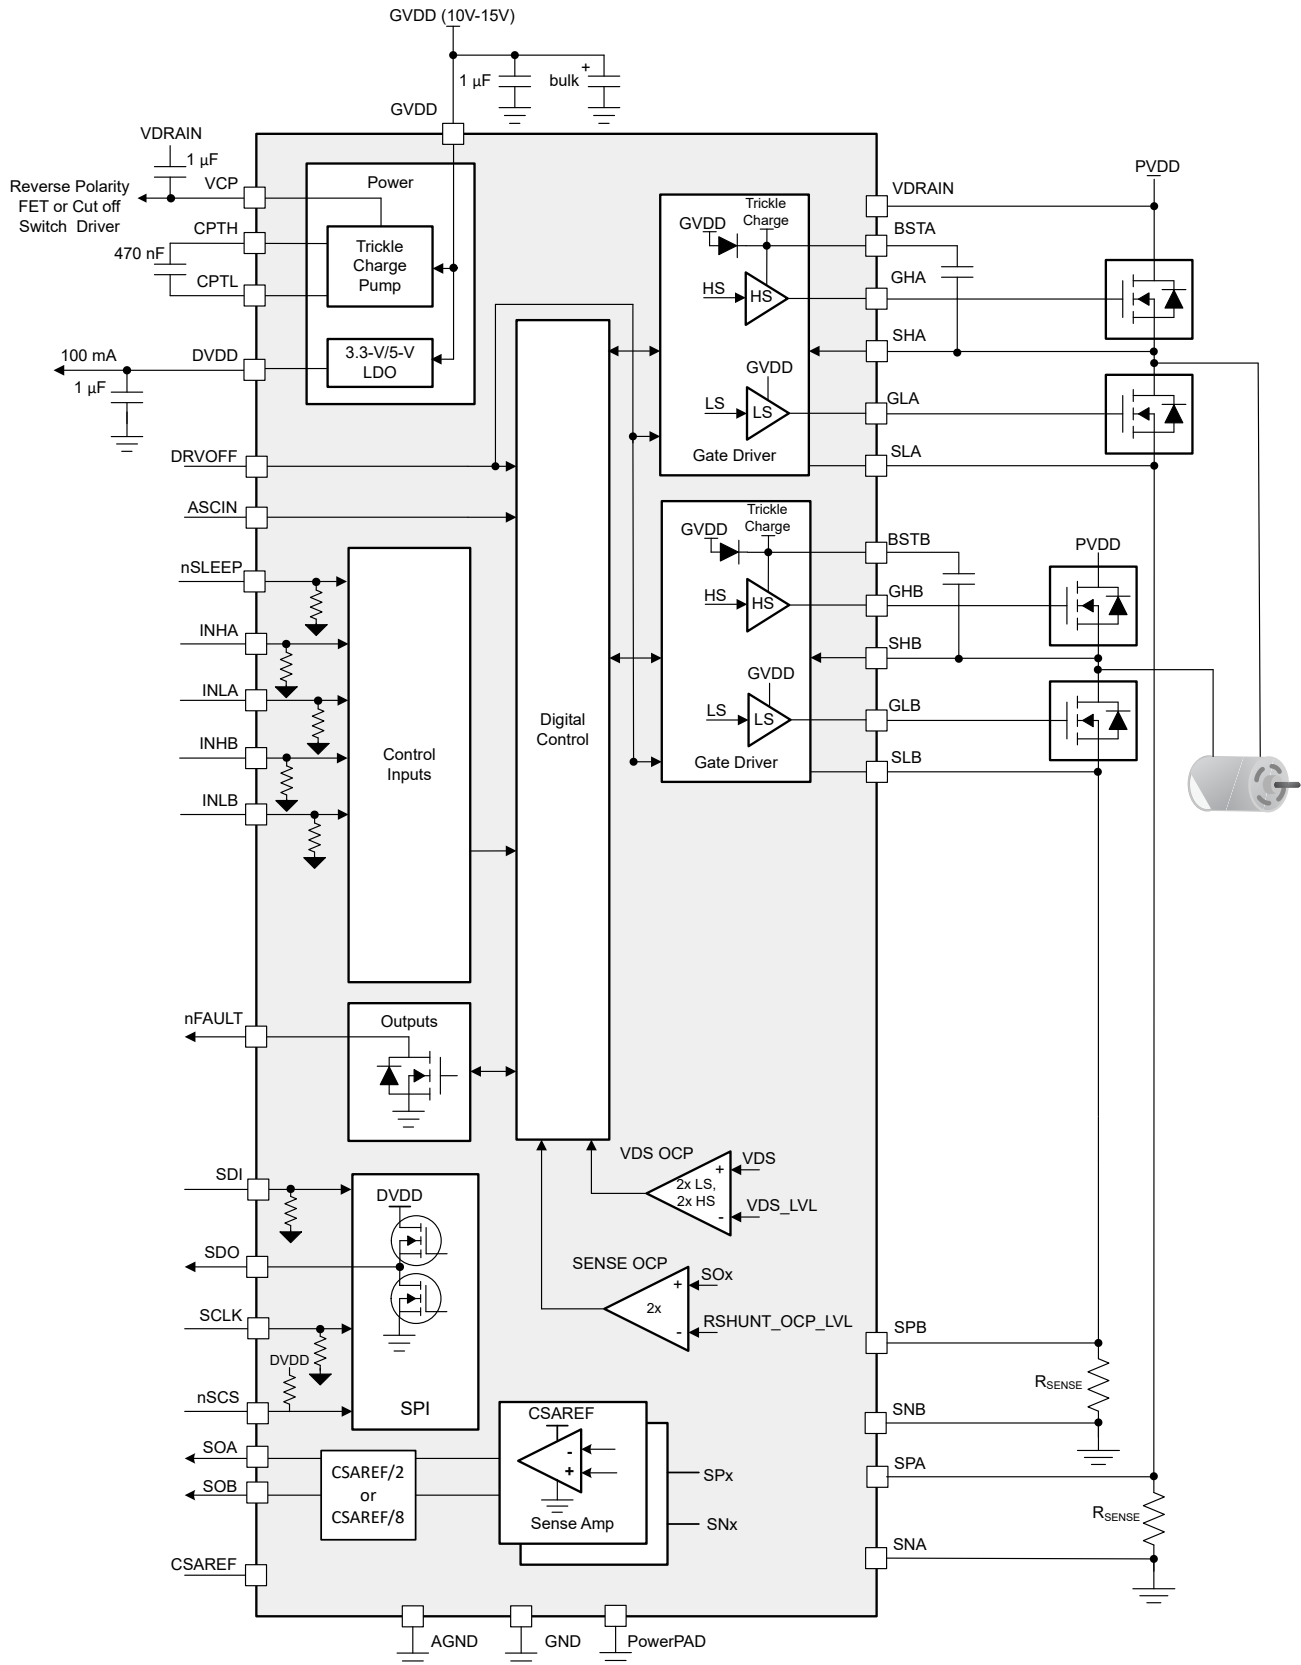 GVDD (10V-15V)
1 µF
bulk
+
GVDD
VDRAIN
1 µF
Reverse Polarity
FET or Cut off
Switch Driver
VCP
CPTH
470 nF
CPTL
Power
Trickle
Charge
Pump
100 mA
DVDD
1 µF
3.3-V/5-V
LDO
DRVOFF
ASCIN
nSLEEP
INHA
INLA
INHB
INLB
Control
Inputs
Digital
Control
nFAULT
Outputs
SDI
SDO
SCLK
DVDD
nSCS
DVDD
SPI
SOA
SOB
CSAREF/2
or
CSAREF/8
CSAREF
Trickle
Charge
GVDD
HS
HS
GVDD
LS
LS
Gate Driver
Trickle
Charge
GVDD
HS
HS
GVDD
LS
LS
Gate Driver
VDRAIN
BSTA
GHA
SHA
GLA
SLA
BSTB
GHB
SHB
GLB
SLB
PVDD
PVDD
VDS OCP
2x LS,
2x HS
+
-
VDS
VDS_LVL
SENSE OCP
2x
+
-
SOx
RSHUNT_OCP_LVL
CSAREF
-
+
Sense Amp
SPx
SNx
SPB
RSENSE
SNB
SPA
RSENSE
SNA
AGND
GND
PowerPAD